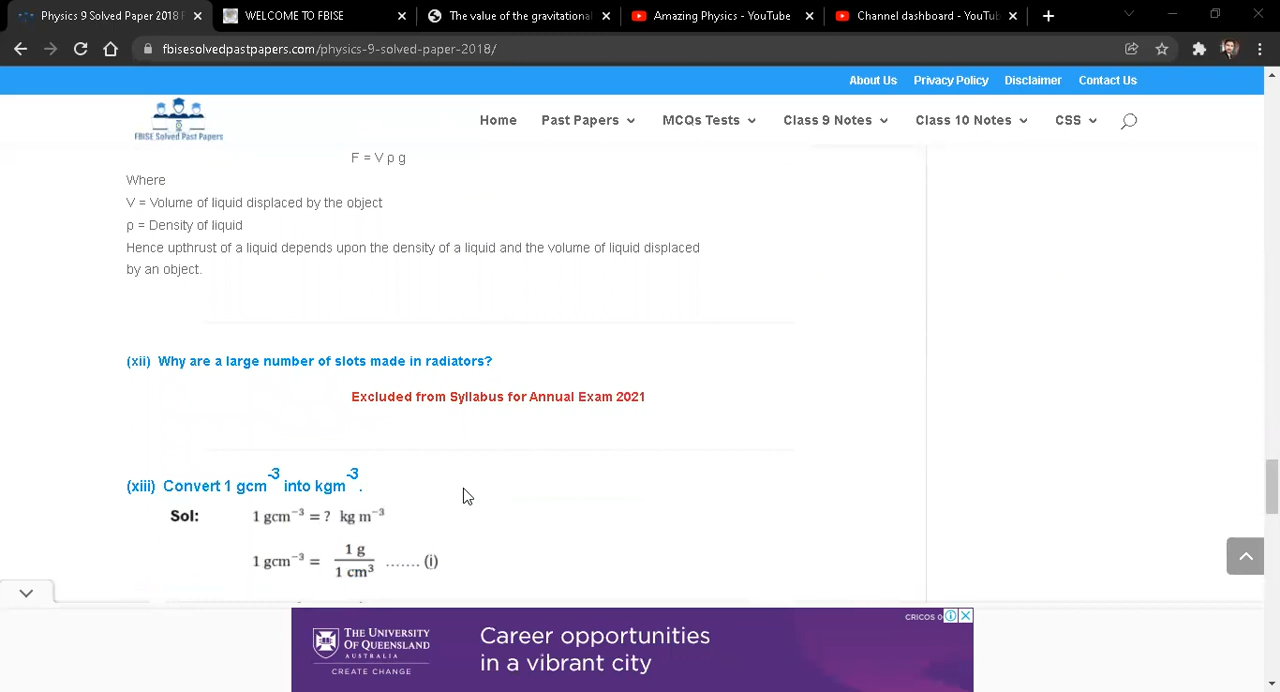 Physics 9 Solved Paper 2018 F
WELCOME TO FBISE
The value of the gravitational
Amazing Physics - YouTube
Channel dashboard - YouTub
fbisesolvedpastpapers.com/physics-9-solved-paper-2018/
About Us Privacy Policy Disclaimer Contact Us
FBISE Solved Past Papers
Home Past Papers MCQs Tests Class 9 Notes Class 10 Notes CSS
F = V ρ g
Where
V = Volume of liquid displaced by the object
ρ = Density of liquid
Hence upthrust of a liquid depends upon the density of a liquid and the volume of liquid displaced
by an object.
(xii) Why are a large number of slots made in radiators?
Excluded from Syllabus for Annual Exam 2021
(xiii) Convert 1 gcm⁻³ into kgm⁻³.
Sol: 1 gcm⁻³ = ? kg m⁻³
1 gcm⁻³ = 1 g / 1 cm³ ....... (i)
CRICOS 0
THE UNIVERSITY
OF QUEENSLAND
AUSTRALIA
CREATE CHANGE
Career opportunities
in a vibrant city